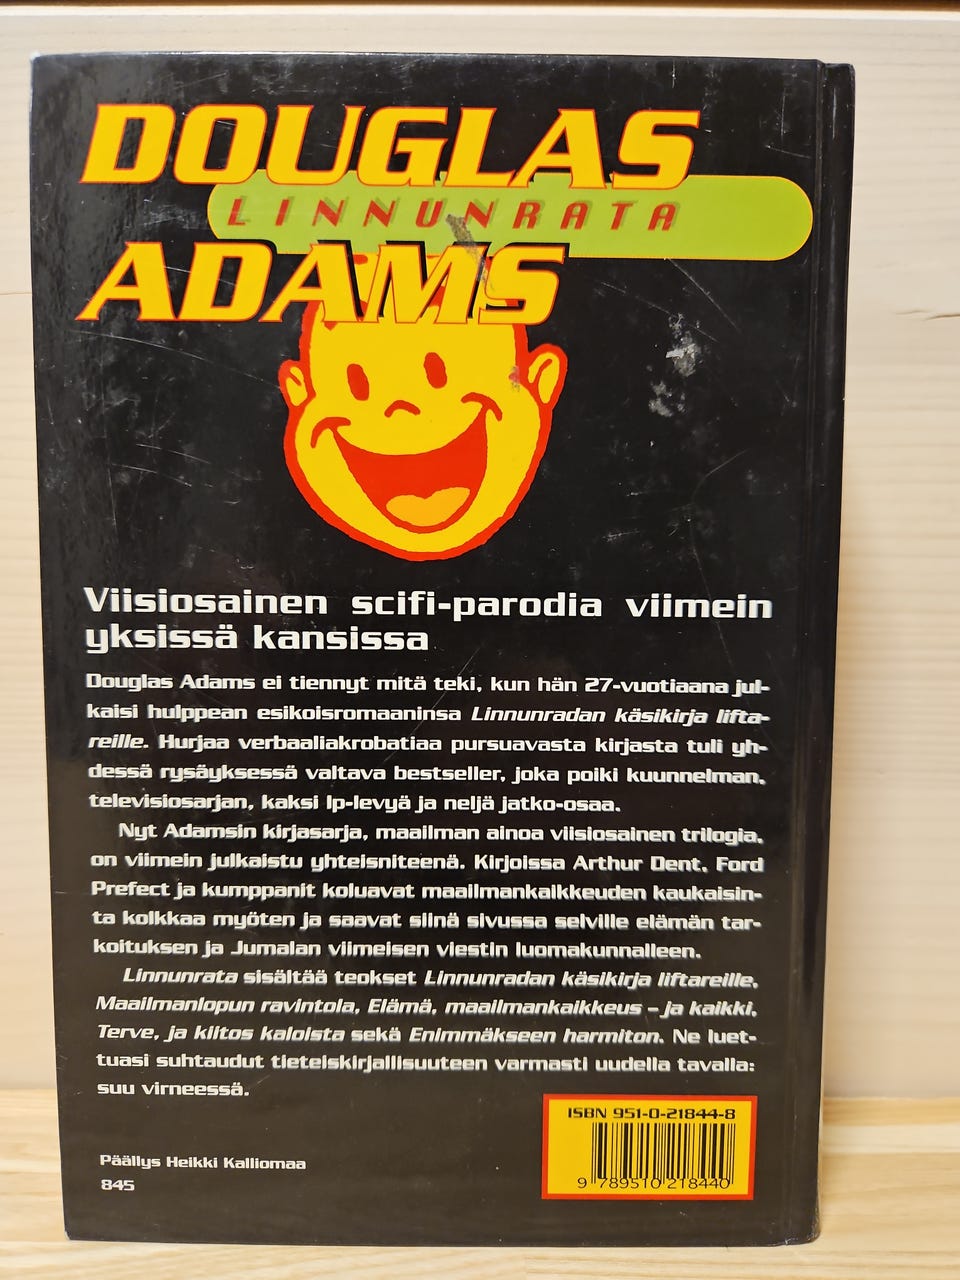 DOUGLAS
LINNUNRATA
ADAMS
Viisiosainen scifi-parodia viimein
yksissä kansissa
Douglas Adams ei tiennyt mitä teki, kun hän 27-vuotiaana jul-
kaisi hulppean esikoisromaaninsa Linnunradan käsikirja lifta-
reille. Hurjaa verbaaliakrobatiaa pursuavasta kirjasta tuli yh-
dessä rysäyksessä valtava bestseller, joka poiki kuunnelman,
televisiosarjan, kaksi lp-levyä ja neljä jatko-osaa.
Nyt Adamsin kirjasarja, maailman ainoa viisiosainen trilogia,
on viimein julkaistu yhteisniteenä. Kirjoissa Arthur Dent, Ford
Prefect ja kumppanit koluavat maailmankaikkeuden kaukaisin-
ta kolkkaa myöten ja saavat siinä sivussa selville elämän tar-
koituksen ja Jumalan viimeisen viestin luomakunnalleen.
Linnunrata sisältää teokset Linnunradan käsikirja liftareille,
Maailmanlopun ravintola, Elämä, maailmankaikkeus – ja kaikki,
Terve, ja kiitos kaloista sekä Enimmäkseen harmiton. Ne luet-
tuasi suhtaudut tieteiskirjallisuuteen varmasti uudella tavalla:
suu virneessä.
ISBN 951-0-21844-8
9 789510 218440
Päällys Heikki Kalliomaa
845